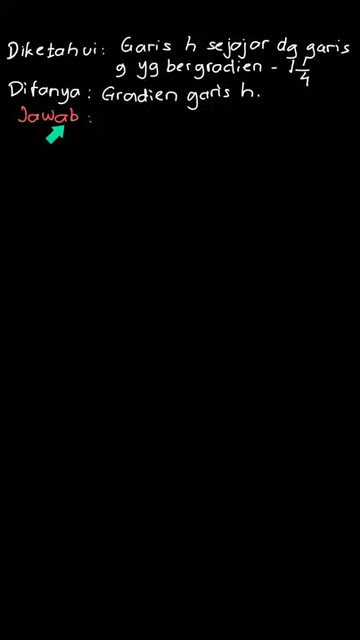 Diketahui : Garis h sejajar dg garis
g yg bergradien - 1 1/4
Ditanya : Gradien garis h.
Jawab :